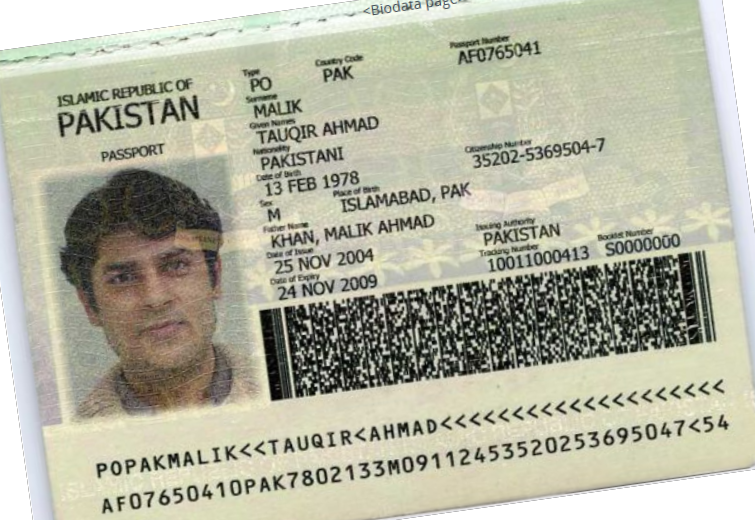 <Biodata page
ISLAMIC REPUBLIC OF
PAKISTAN
PASSPORT
Type
PO
Country Code
PAK
Passport Number
AF0765041
Surname
MALIK
Given Names
TAUQIR AHMAD
Nationality
PAKISTANI
Citizenship Number
35202-5369504-7
Date of Birth
13 FEB 1978
Sex
M
Place of Birth
ISLAMABAD, PAK
Father Name
KHAN, MALIK AHMAD
Issuing Authority
PAKISTAN
Date of Issue
25 NOV 2004
Tracking Number
10011000413
Booklet Number
S0000000
Date of Expiry
24 NOV 2009
POPAKMALIK<<TAUQIR<AHMAD<<<<<<<<<<<<<<<<<<<<
AF07650410PAK7802133M09112453520253695047<54